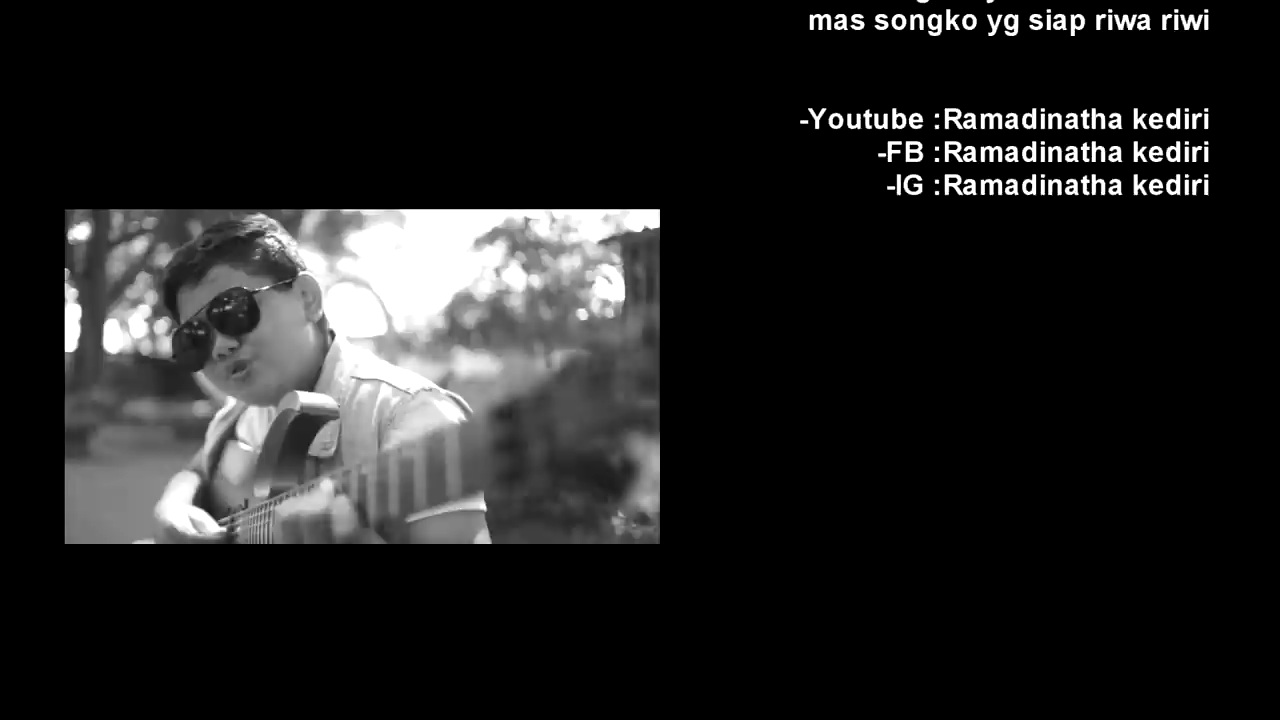 mas songko yg siap riwa riwi
-Youtube :Ramadinatha kediri
-FB :Ramadinatha kediri
-IG :Ramadinatha kediri